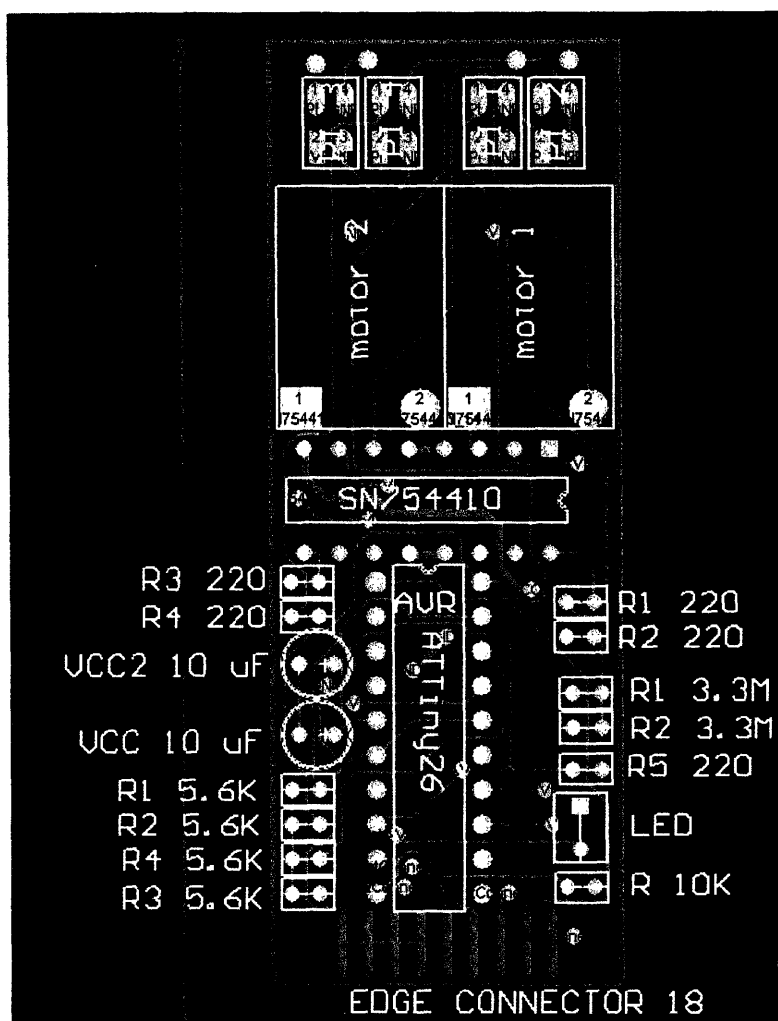 motor 2
motor 1
1
2
1
2
SN754410
R3 220
R4 220
VCC2 10 uF
VCC 10 uF
R1 5.6K
R2 5.6K
R4 5.6K
R3 5.6K
AVR
ATTiny26
R1 220
R2 220
R1 3.3M
R2 3.3M
R5 220
LED
R 10K
EDGE CONNECTOR 18